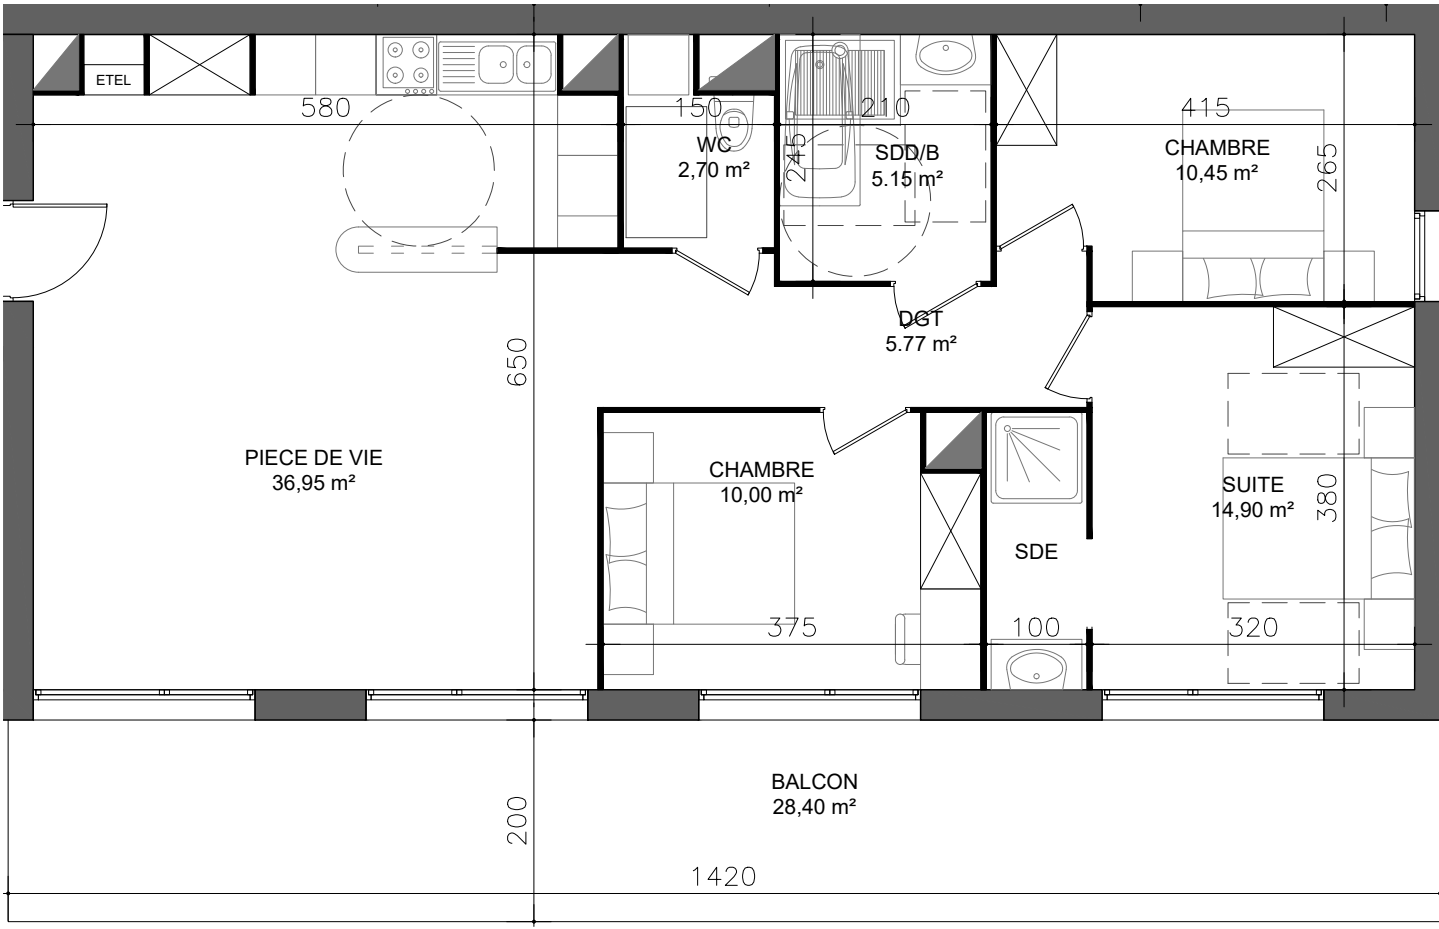 ETEL
580
150
210
415
WC
2,70 m²
245
SDD/B
5.15 m²
CHAMBRE
10,45 m²
265
DGT
5.77 m²
650
PIECE DE VIE
36,95 m²
CHAMBRE
10,00 m²
SUITE
14,90 m²
380
SDE
375
100
320
BALCON
28,40 m²
200
1420